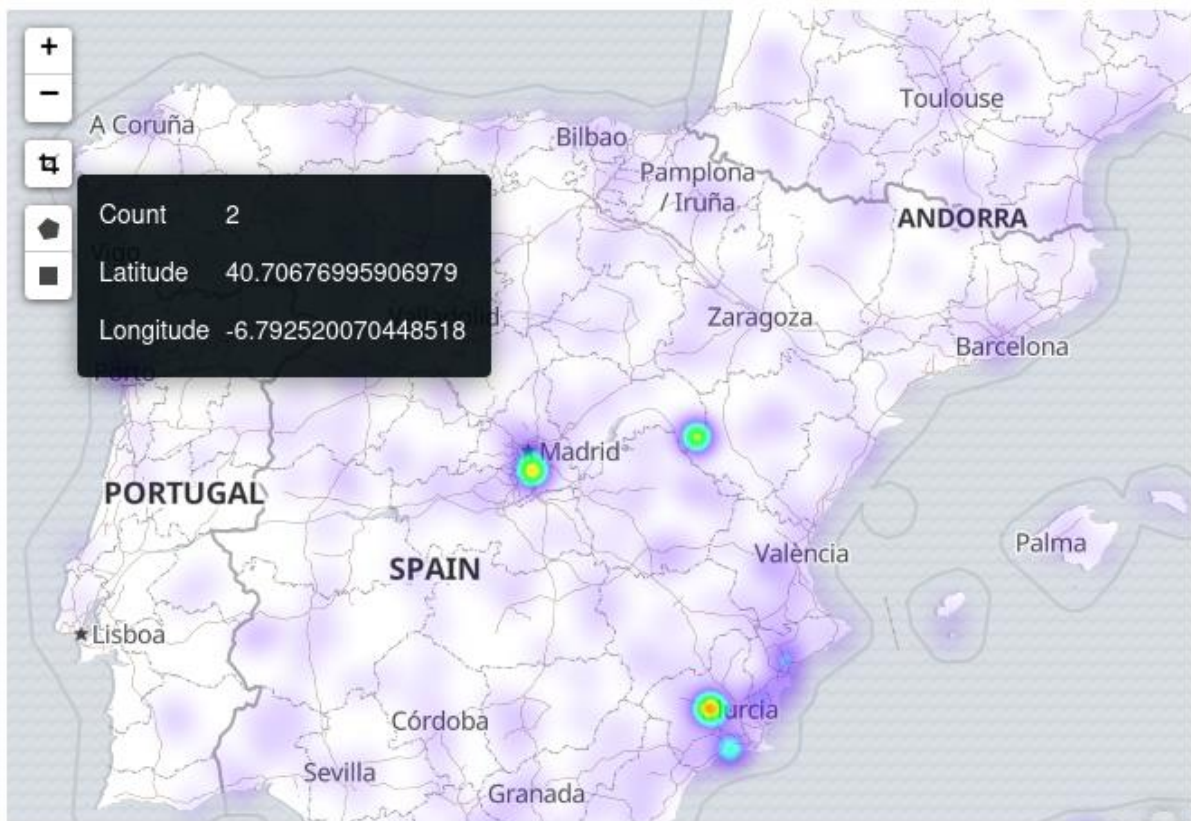 +
−
A Coruña
Bilbao
Toulouse
Pamplona
/ Iruña
ANDORRA
Count 2
Latitude 40.70676995906979
Longitude -6.792520070448518
Vigo
Valladolid
Porto
Zaragoza
Barcelona
Madrid
PORTUGAL
SPAIN
València
Palma
Lisboa
Murcia
Córdoba
Sevilla
Granada